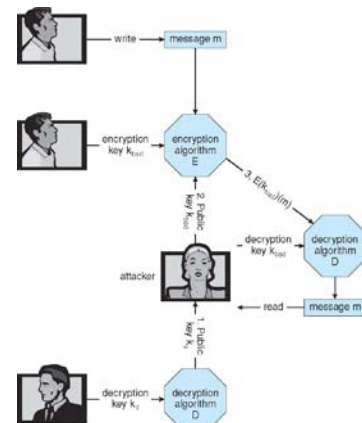 write
message m
encryption
key k_bad
encryption
algorithm
E
3. E(k_bad)(m)
2. Public
key k_bad
decryption
key k_bad
decryption
algorithm
D
attacker
read
message m
1. Public
key k_e
decryption
key k_d
decryption
algorithm
D